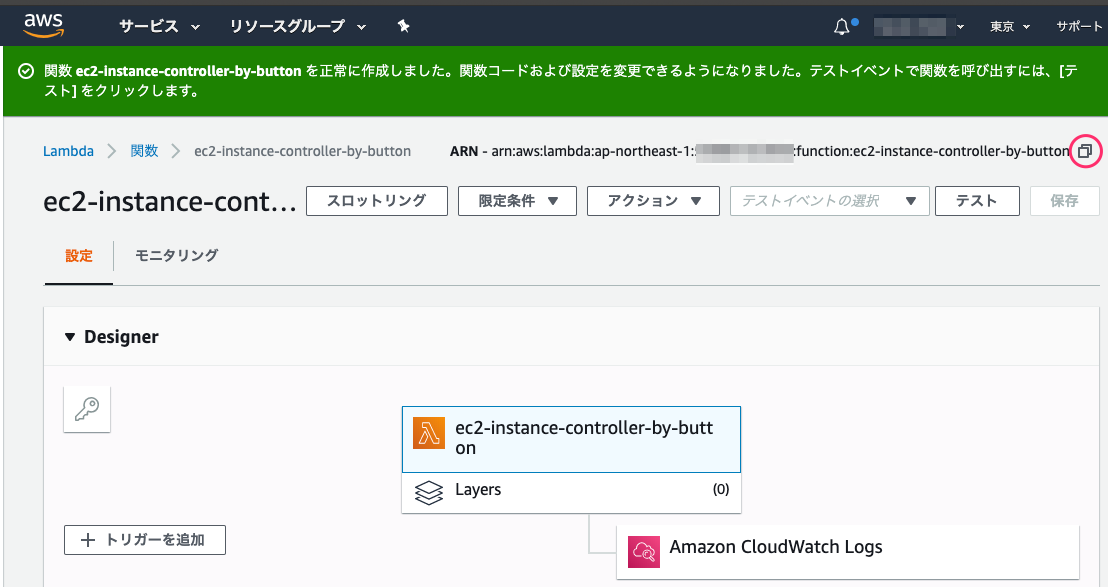 aws サービス リソースグループ 東京 サポート
関数 ec2-instance-controller-by-button を正常に作成しました。関数コードおよび設定を変更できるようになりました。テストイベントで関数を呼び出すには、[テ
スト] をクリックします。
Lambda 関数 ec2-instance-controller-by-button ARN - arn:aws:lambda:ap-northeast-1: :function:ec2-instance-controller-by-button
ec2-instance-cont... スロットリング 限定条件 アクション テストイベントの選択 テスト 保存
設定 モニタリング
Designer
ec2-instance-controller-by-butt
on
Layers (0)
トリガーを追加
Amazon CloudWatch Logs